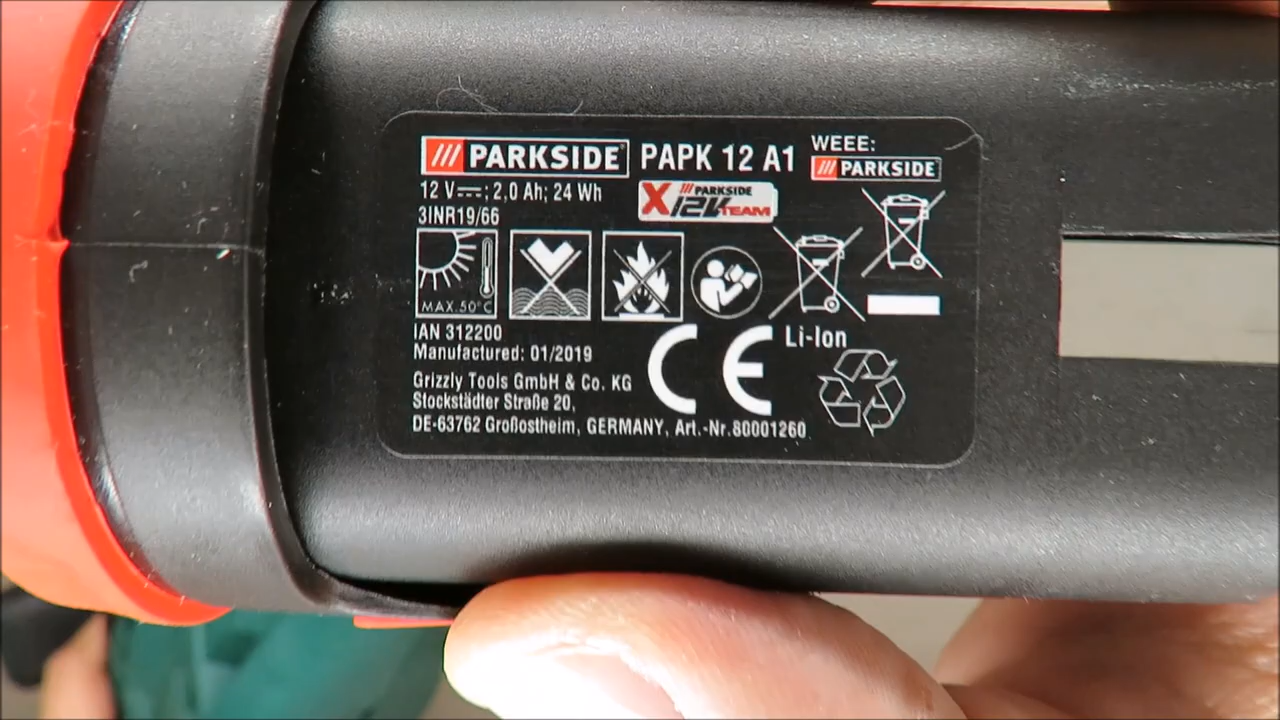 PARKSIDE® PAPK 12 A1
WEEE:
PARKSIDE
12 V⎓; 2,0 Ah; 24 Wh
3INR19/66
X PARKSIDE
12V TEAM
MAX. 50°C
IAN 312200
Manufactured: 01/2019
Li-Ion
CE
Grizzly Tools GmbH & Co. KG
Stockstädter Straße 20,
DE-63762 Großostheim, GERMANY, Art.-Nr. 80001260